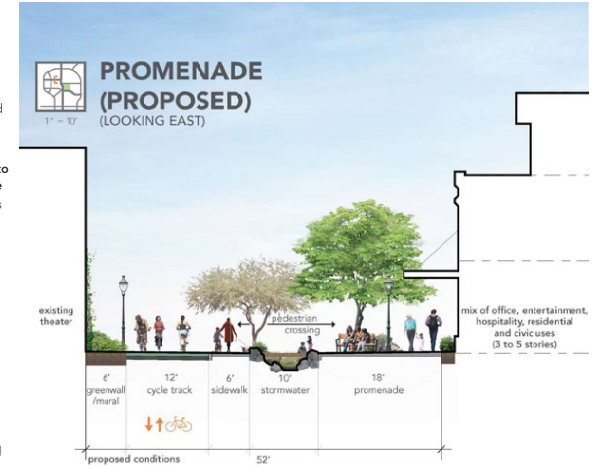 PROMENADE
(PROPOSED)
(LOOKING EAST)
1" = 10'
d
to
e
s
existing
theater
pedestrian
crossing
mix of office, entertainment,
hospitality, residential
and civic uses
(3 to 5 stories)
6'
greenwall
/mural
12'
cycle track
6'
sidewalk
10'
stormwater
18'
promenade
proposed conditions
52'